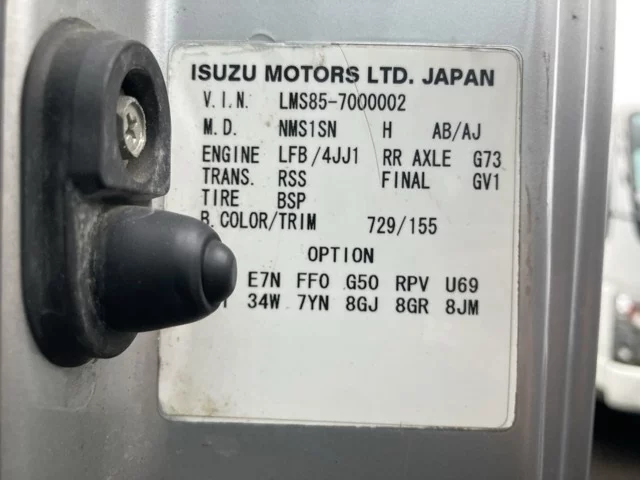 ISUZU MOTORS LTD. JAPAN
V.I.N. LMS85-7000002
M.D. NMS1SN H AB/AJ
ENGINE LFB/4JJ1 RR AXLE G73
TRANS. RSS FINAL GV1
TIRE BSP
B.COLOR/TRIM 729/155
OPTION
E7N FF0 G50 RPV U69
34W 7YN 8GJ 8GR 8JM